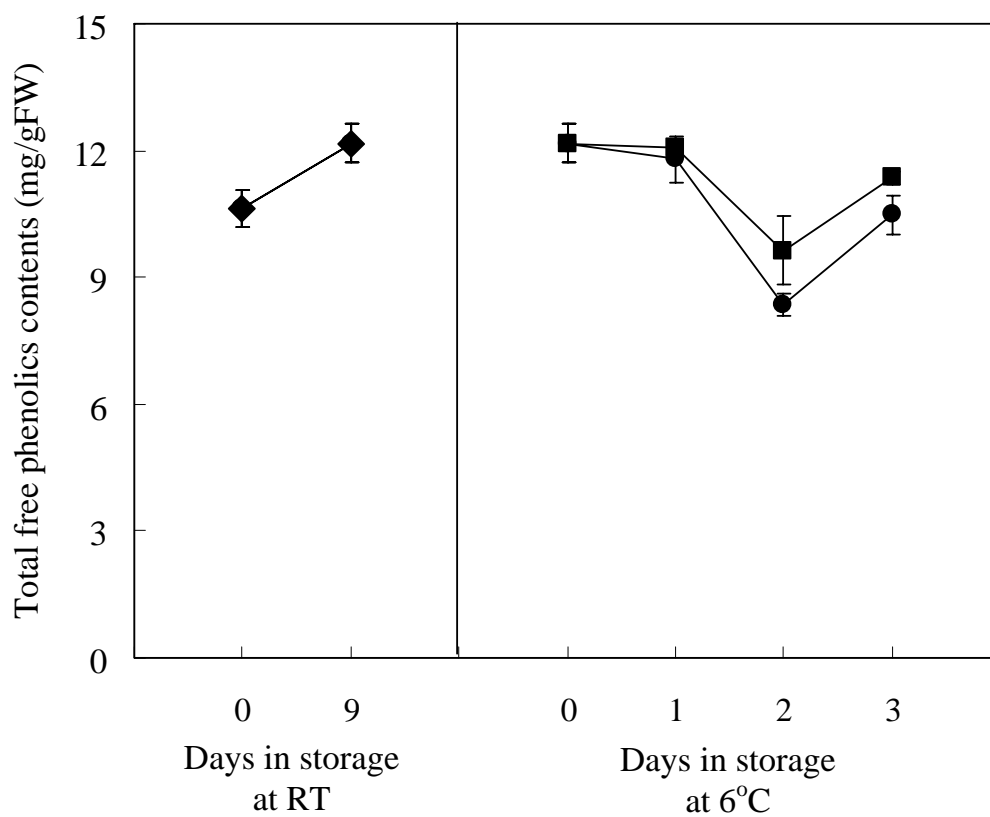 Total free phenolics contents (mg/gFW)
15
12
9
6
3
0
0 9
Days in storage
at RT
0 1 2 3
Days in storage
at 6°C